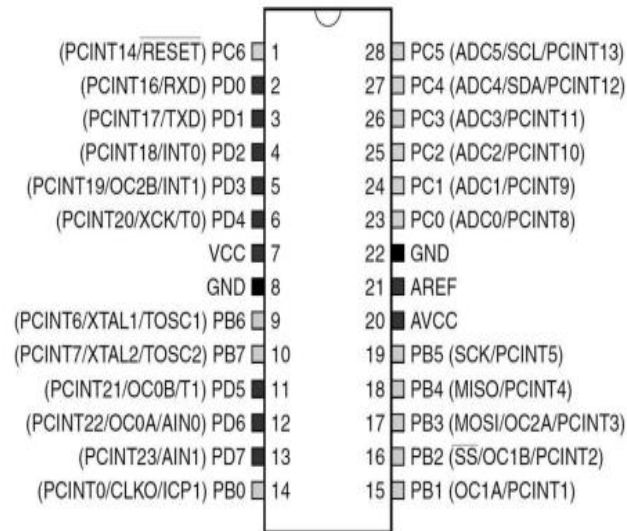 (PCINT14/RESET) PC6 1 28 PC5 (ADC5/SCL/PCINT13)
(PCINT16/RXD) PD0 2 27 PC4 (ADC4/SDA/PCINT12)
(PCINT17/TXD) PD1 3 26 PC3 (ADC3/PCINT11)
(PCINT18/INT0) PD2 4 25 PC2 (ADC2/PCINT10)
(PCINT19/OC2B/INT1) PD3 5 24 PC1 (ADC1/PCINT9)
(PCINT20/XCK/T0) PD4 6 23 PC0 (ADC0/PCINT8)
VCC 7 22 GND
GND 8 21 AREF
(PCINT6/XTAL1/TOSC1) PB6 9 20 AVCC
(PCINT7/XTAL2/TOSC2) PB7 10 19 PB5 (SCK/PCINT5)
(PCINT21/OC0B/T1) PD5 11 18 PB4 (MISO/PCINT4)
(PCINT22/OC0A/AIN0) PD6 12 17 PB3 (MOSI/OC2A/PCINT3)
(PCINT23/AIN1) PD7 13 16 PB2 (SS/OC1B/PCINT2)
(PCINT0/CLKO/ICP1) PB0 14 15 PB1 (OC1A/PCINT1)